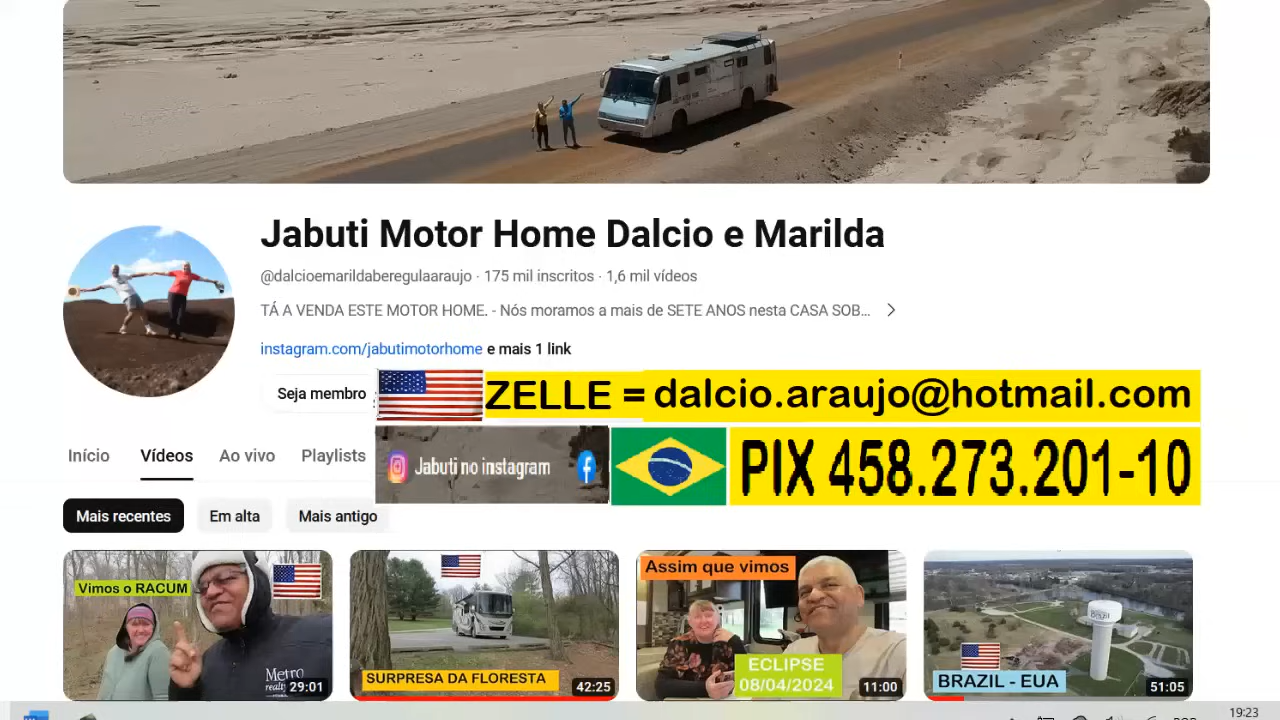 Jabuti Motor Home Dalcio e Marilda
@dalcioemarildaberegulaaraujo · 175 mil inscritos · 1,6 mil vídeos
TÁ A VENDA ESTE MOTOR HOME. - Nós moramos a mais de SETE ANOS nesta CASA SOB...
instagram.com/jabutimotorhome e mais 1 link
Seja membro
ZELLE = dalcio.araujo@hotmail.com
Início Vídeos Ao vivo Playlists
Jabuti no instagram
PIX 458.273.201-10
Mais recentes Em alta Mais antigo
Vimos o RACUM
Metro
29:01
SURPRESA DA FLORESTA
42:25
Assim que vimos
ECLIPSE
08/04/2024
11:00
Brazil
BRAZIL - EUA
51:05
19:23